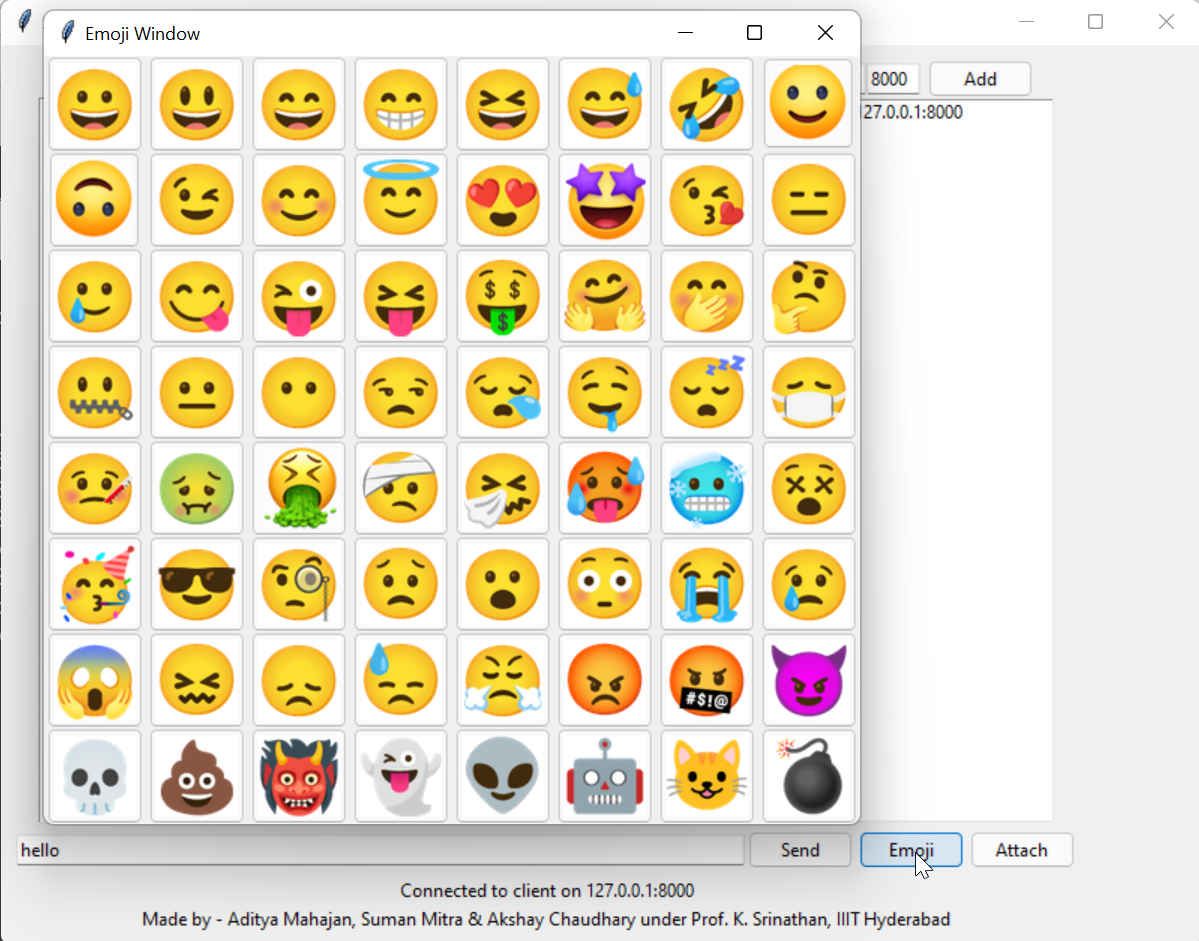 Emoji Window
8000
Add
27.0.0.1:8000
$ $
$
#$!@
hello
Send
Emoji
Attach
Connected to client on 127.0.0.1:8000
Made by - Aditya Mahajan, Suman Mitra & Akshay Chaudhary under Prof. K. Srinathan, IIIT Hyderabad